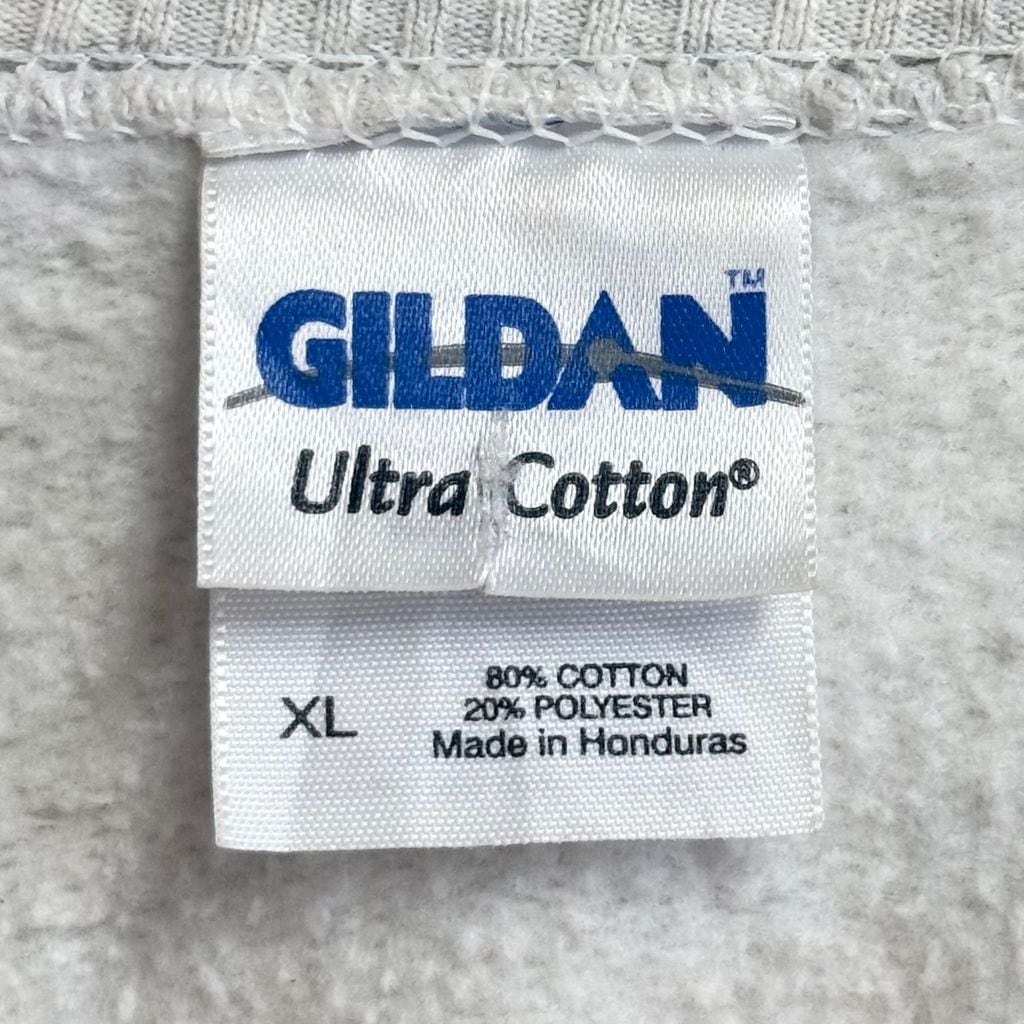 GILDAN™
Ultra Cotton®
XL
80% COTTON
20% POLYESTER
Made in Honduras